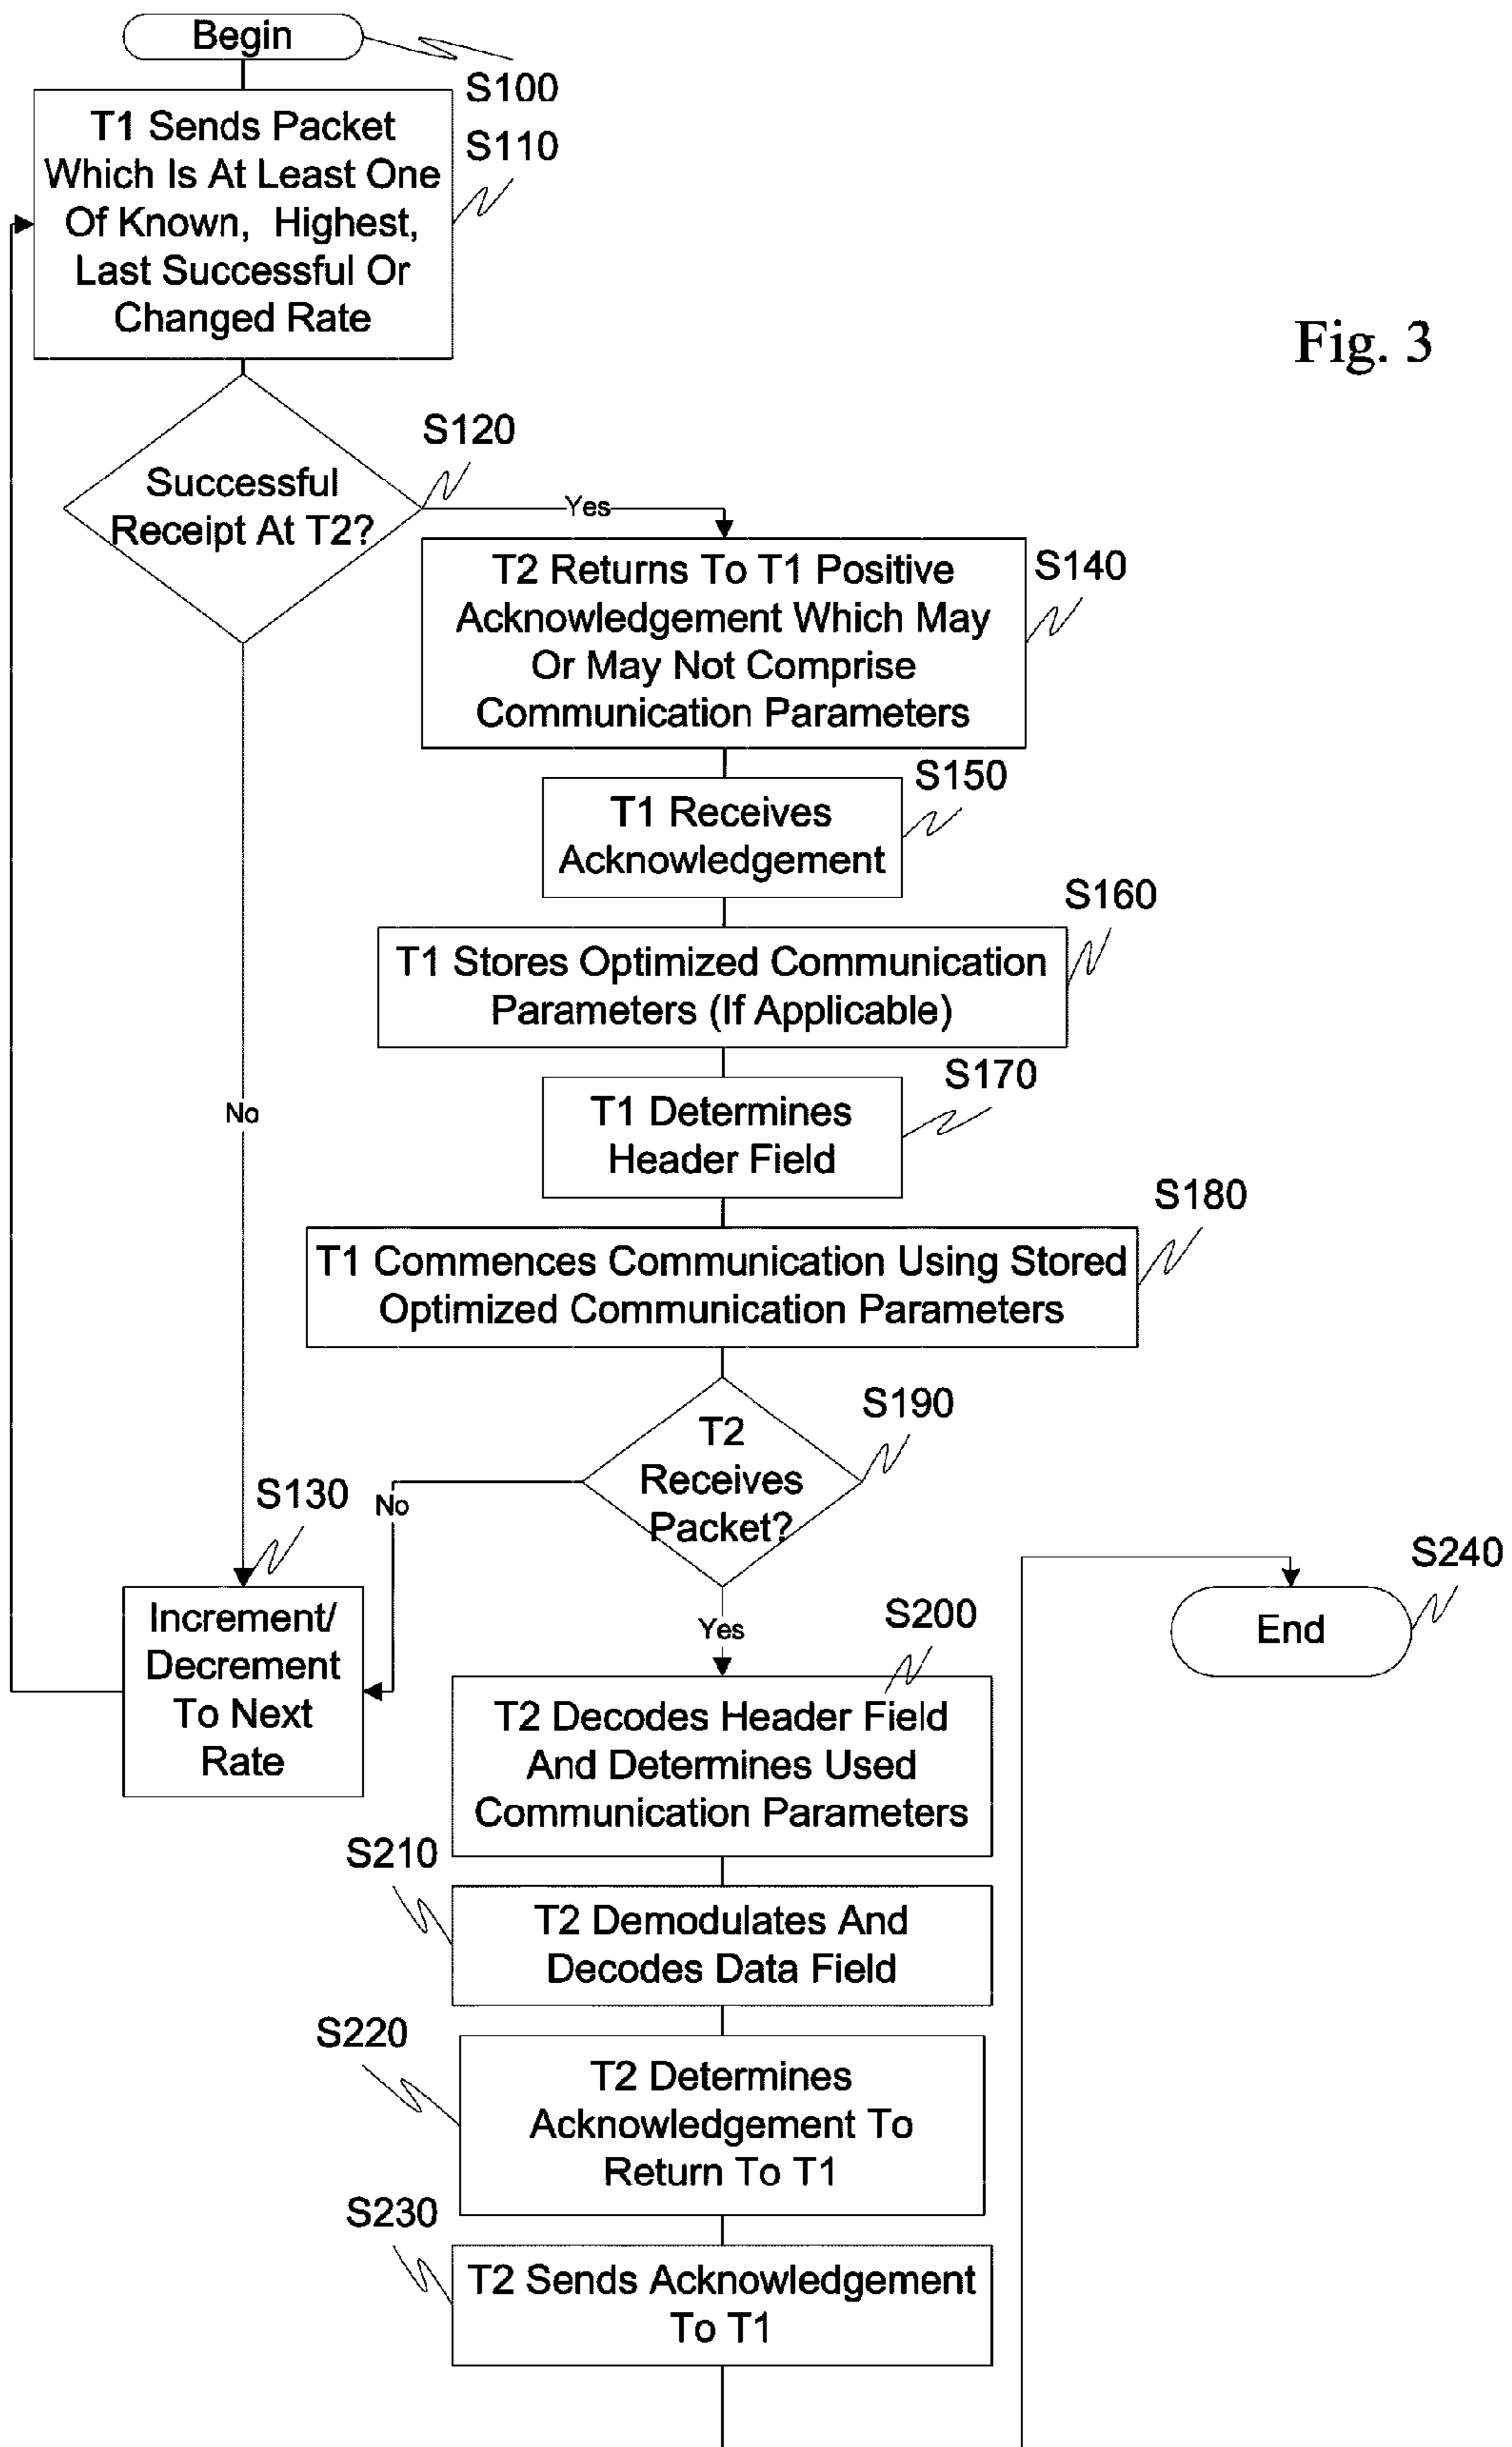 Begin
S100
T1 Sends Packet
Which Is At Least One
Of Known, Highest,
Last Successful Or
Changed Rate
S110
Fig. 3
Successful
Receipt At T2?
S120
Yes
T2 Returns To T1 Positive
Acknowledgement Which May
Or May Not Comprise
Communication Parameters
S140
T1 Receives
Acknowledgement
S150
T1 Stores Optimized Communication
Parameters (If Applicable)
S160
T1 Determines
Header Field
S170
No
T1 Commences Communication Using Stored
Optimized Communication Parameters
S180
T2
Receives
Packet?
S190
No
S130
Increment/
Decrement
To Next
Rate
Yes
S200
T2 Decodes Header Field
And Determines Used
Communication Parameters
S240
End
S210
T2 Demodulates And
Decodes Data Field
S220
T2 Determines
Acknowledgement To
Return To T1
S230
T2 Sends Acknowledgement
To T1